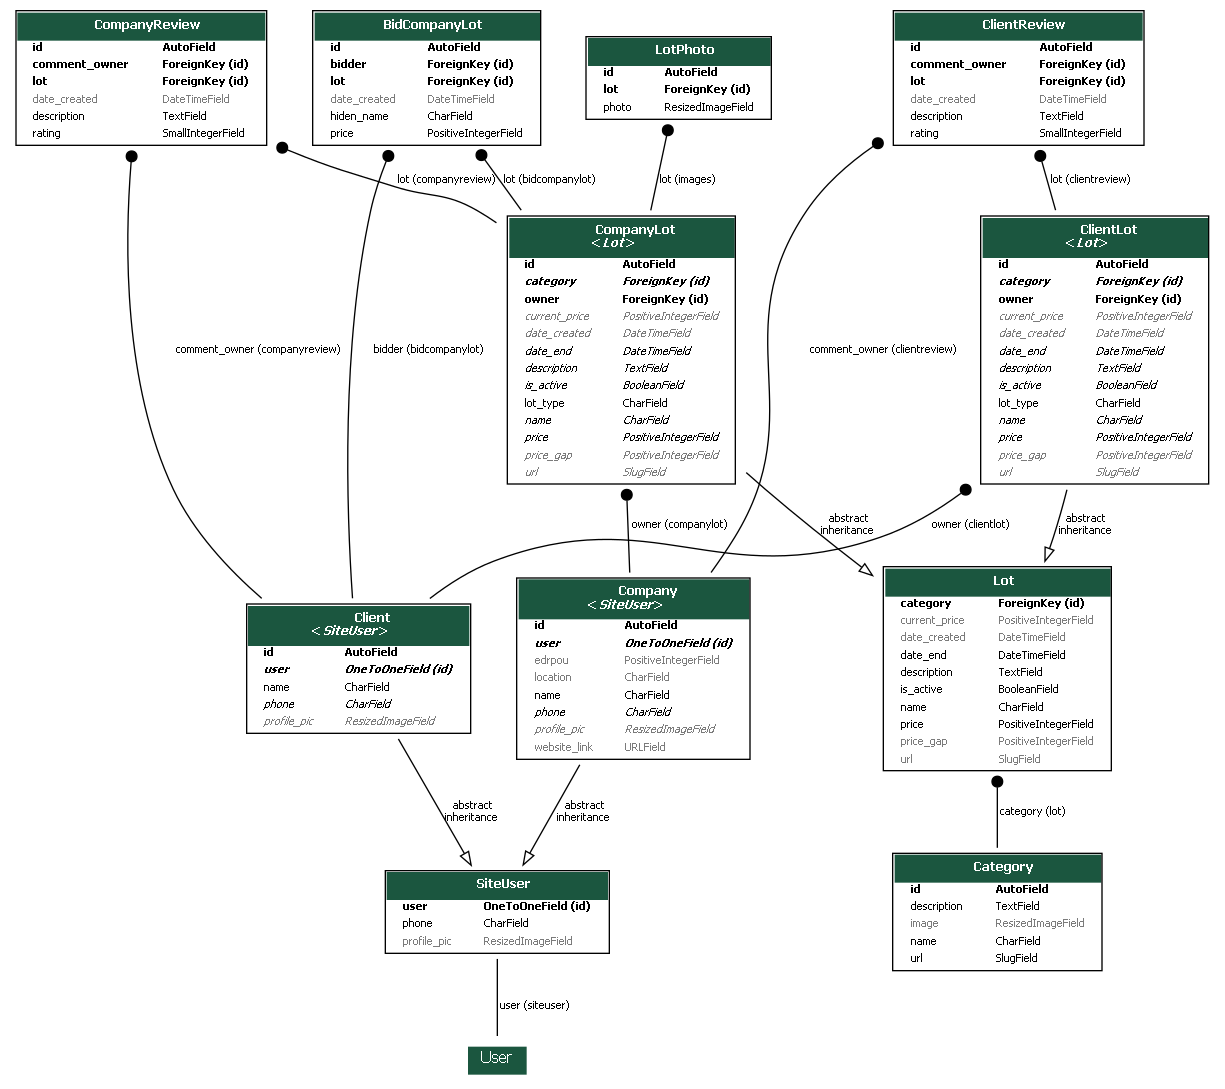 CompanyReview
id AutoField
comment_owner ForeignKey (id)
lot ForeignKey (id)
date_created DateTimeField
description TextField
rating SmallIntegerField
BidCompanyLot
id AutoField
bidder ForeignKey (id)
lot ForeignKey (id)
date_created DateTimeField
hiden_name CharField
price PositiveIntegerField
LotPhoto
id AutoField
lot ForeignKey (id)
photo ResizedImageField
ClientReview
id AutoField
comment_owner ForeignKey (id)
lot ForeignKey (id)
date_created DateTimeField
description TextField
rating SmallIntegerField
lot (companyreview)
lot (bidcompanylot)
lot (images)
lot (clientreview)
CompanyLot
<Lot>
id AutoField
category ForeignKey (id)
owner ForeignKey (id)
current_price PositiveIntegerField
date_created DateTimeField
date_end DateTimeField
description TextField
is_active BooleanField
lot_type CharField
name CharField
price PositiveIntegerField
price_gap PositiveIntegerField
url SlugField
ClientLot
<Lot>
id AutoField
category ForeignKey (id)
owner ForeignKey (id)
current_price PositiveIntegerField
date_created DateTimeField
date_end DateTimeField
description TextField
is_active BooleanField
lot_type CharField
name CharField
price PositiveIntegerField
price_gap PositiveIntegerField
url SlugField
comment_owner (companyreview)
bidder (bidcompanylot)
comment_owner (clientreview)
owner (companylot)
abstract
inheritance
owner (clientlot)
abstract
inheritance
Client
<SiteUser>
id AutoField
user OneToOneField (id)
name CharField
phone CharField
profile_pic ResizedImageField
Company
<SiteUser>
id AutoField
user OneToOneField (id)
edrpou PositiveIntegerField
location CharField
name CharField
phone CharField
profile_pic ResizedImageField
website_link URLField
Lot
category ForeignKey (id)
current_price PositiveIntegerField
date_created DateTimeField
date_end DateTimeField
description TextField
is_active BooleanField
name CharField
price PositiveIntegerField
price_gap PositiveIntegerField
url SlugField
abstract
inheritance
abstract
inheritance
category (lot)
SiteUser
user OneToOneField (id)
phone CharField
profile_pic ResizedImageField
Category
id AutoField
description TextField
image ResizedImageField
name CharField
url SlugField
user (siteuser)
User